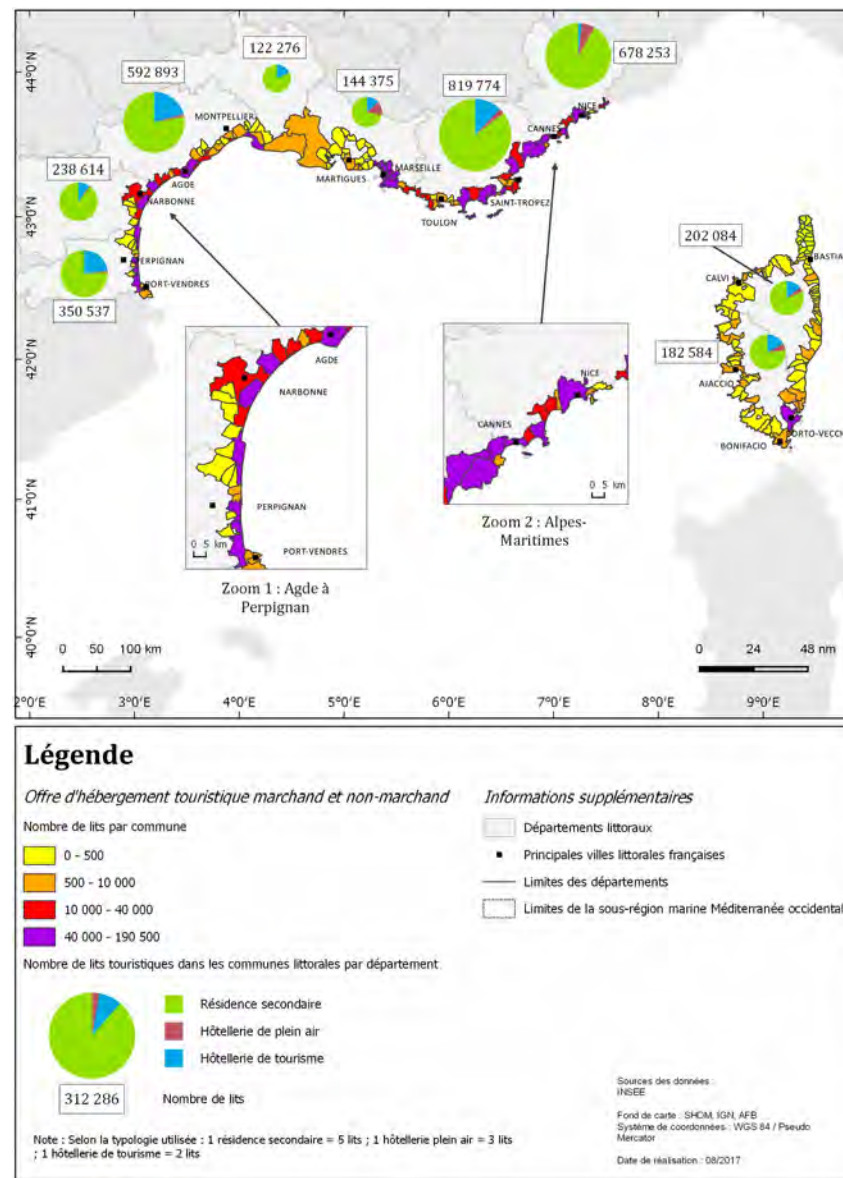 122 276
678 253
592 893
144 375
819 774
44°0'N
MONTPELLIER
NICE
CANNES
238 614
MARTIGUES
MARSEILLE
AGDE
NARBONNE
SAINT-TROPEZ
TOULON
43°0'N
202 084
PERPIGNAN
BASTIA
CALVI
PORT-VENDRES
350 537
182 584
42°0'N
AJACCIO
PORTO-VECC
BONIFACIO
AGDE
NARBONNE
PERPIGNAN
PORT-VENDRES
0 5 km
Zoom 1 : Agde à
Perpignan
NICE
CANNES
0 5 km
Zoom 2 : Alpes-
Maritimes
41°0'N
40°0'N
0 50 100 km
0 24 48 nm
2°0'E 3°0'E 4°0'E 5°0'E 6°0'E 7°0'E 8°0'E 9°0'E
Légende
Offre d'hébergement touristique marchand et non-marchand
Nombre de lits par commune
0 - 500
500 - 10 000
10 000 - 40 000
40 000 - 190 500
Nombre de lits touristiques dans les communes littorales par département
Résidence secondaire
Hôtellerie de plein air
Hôtellerie de tourisme
312 286
Nombre de lits
Note : Selon la typologie utilisée : 1 résidence secondaire = 5 lits ; 1 hôtellerie plein air = 3 lits
; 1 hôtellerie de tourisme = 2 lits
Informations supplémentaires
Départements littoraux
Principales villes littorales françaises
Limites des départements
Limites de la sous-région marine Méditerranée occidental
Sources des données :
INSEE
Fond de carte : SHOM, IGN, AFB
Système de coordonnées : WGS 84 / Pseudo
Mercator
Date de réalisation : 08/2017